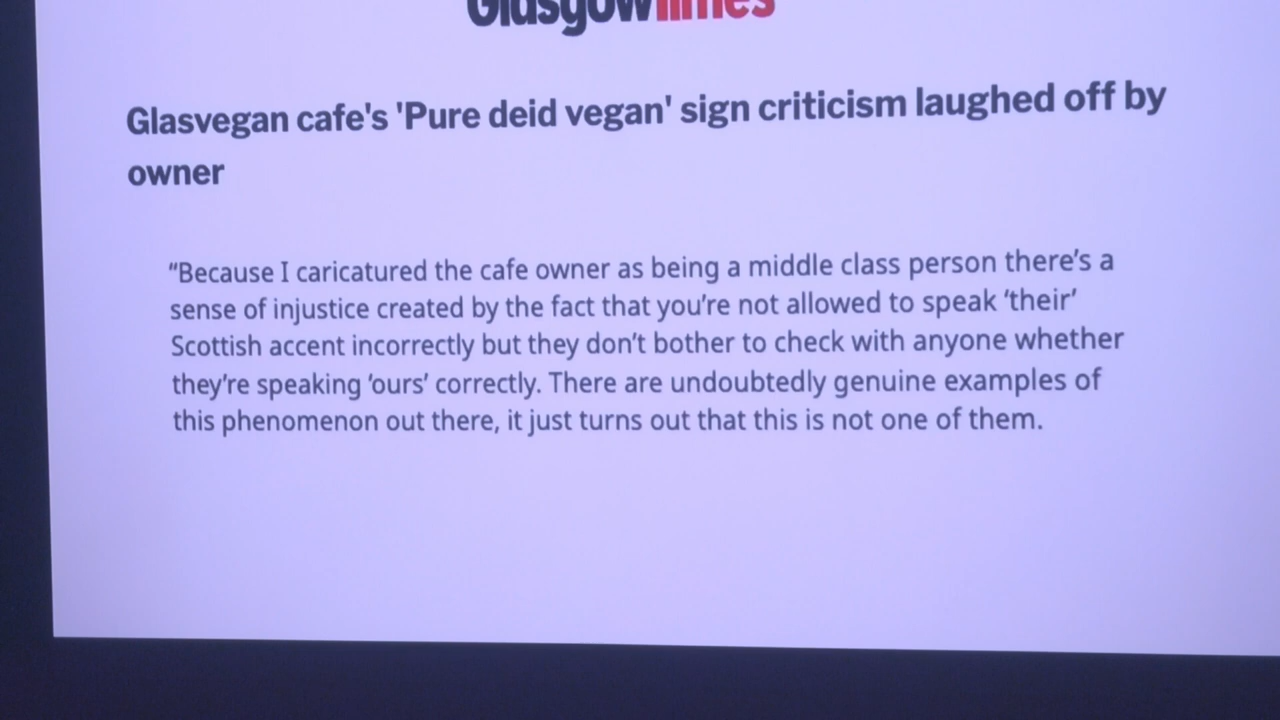 GlasgowTimes
Glasvegan cafe's 'Pure deid vegan' sign criticism laughed off by
owner
“Because I caricatured the cafe owner as being a middle class person there’s a
sense of injustice created by the fact that you’re not allowed to speak ‘their’
Scottish accent incorrectly but they don’t bother to check with anyone whether
they’re speaking ‘ours’ correctly. There are undoubtedly genuine examples of
this phenomenon out there, it just turns out that this is not one of them.